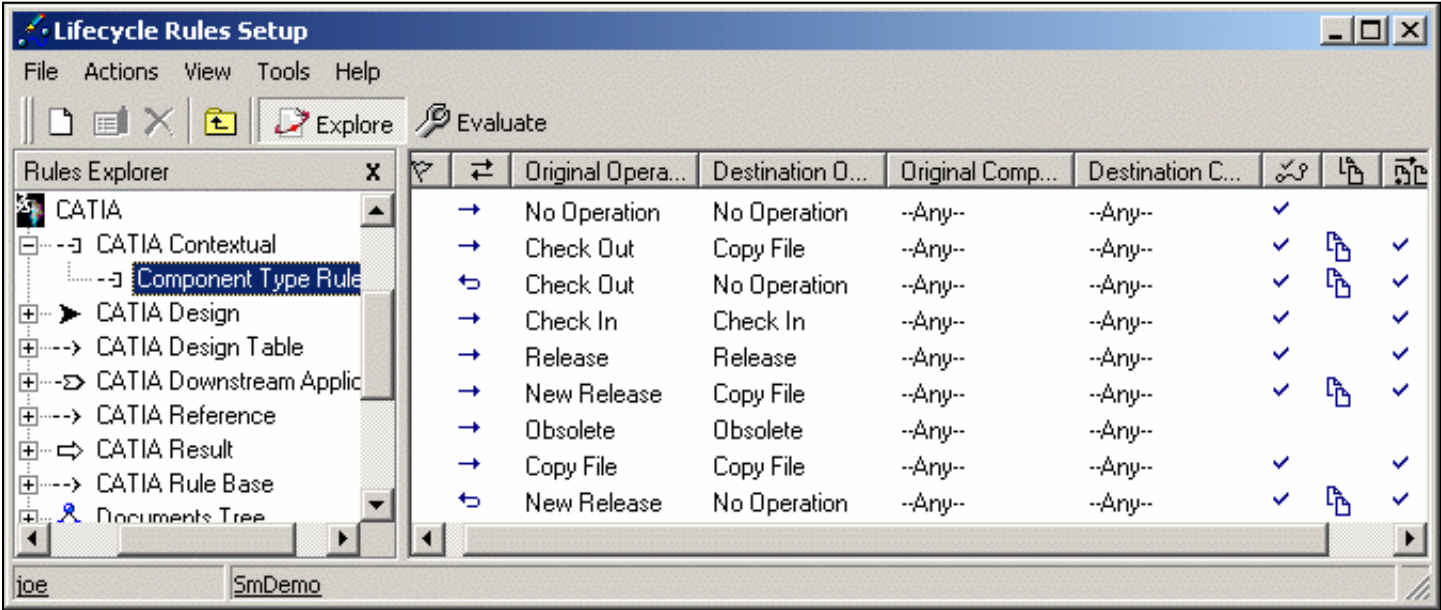 Lifecycle Rules Setup
File Actions View Tools Help
Explore Evaluate
Rules Explorer x
CATIA
CATIA Contextual
Component Type Rule
CATIA Design
CATIA Design Table
CATIA Downstream Applic
CATIA Reference
CATIA Result
CATIA Rule Base
Documents Tree
Original Opera... Destination O... Original Comp... Destination C...
No Operation No Operation --Any-- --Any--
Check Out Copy File --Any-- --Any--
Check Out No Operation --Any-- --Any--
Check In Check In --Any-- --Any--
Release Release --Any-- --Any--
New Release Copy File --Any-- --Any--
Obsolete Obsolete --Any-- --Any--
Copy File Copy File --Any-- --Any--
New Release No Operation --Any-- --Any--
joe SmDemo